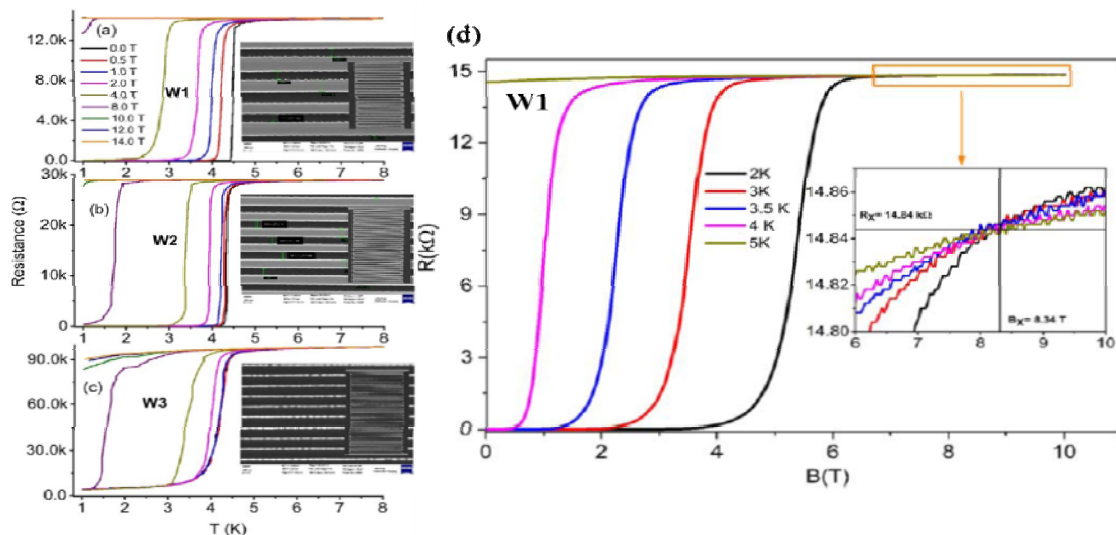 (a)
12.0k
8.0k
4.0k
0.0
0.0 T
0.5 T
1.0 T
2.0 T
4.0 T
8.0 T
10.0 T
12.0 T
14.0 T
W1
1 2 3 4 5 6 7 8
30k
20k
10k
0
(b)
W2
Resistance (Ω)
1 2 3 4 5 6 7 8
90.0k
60.0k
30.0k
0.0
(c)
W3
1 2 3 4 5 6 7 8
T (K)
(d)
W1
15
12
9
6
3
0
R(kΩ)
2K
3K
3.5 K
4 K
5K
0 2 4 6 8 10
B(T)
14.86
14.84
14.82
14.80
Rx= 14.84 kΩ
Bx= 8.34 T
6 7 8 9 10